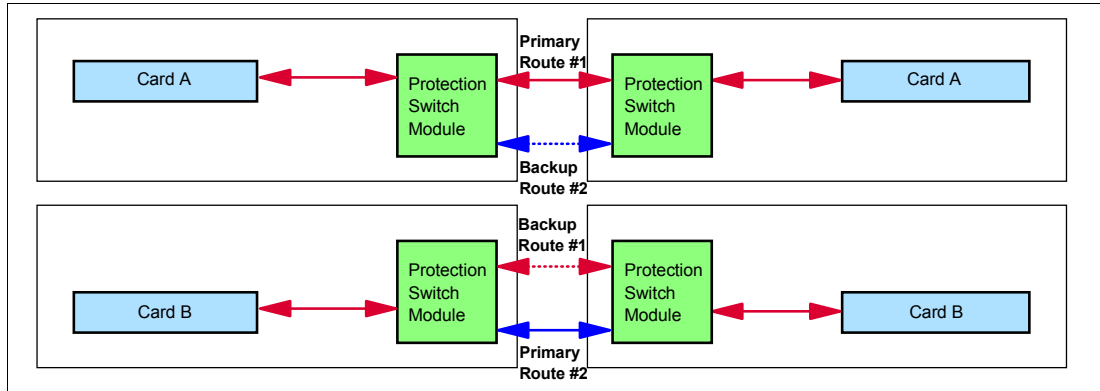 Primary
Route #1
Card A
Protection
Switch
Module
Protection
Switch
Module
Card A
Backup
Route #2
Backup
Route #1
Card B
Protection
Switch
Module
Protection
Switch
Module
Card B
Primary
Route #2